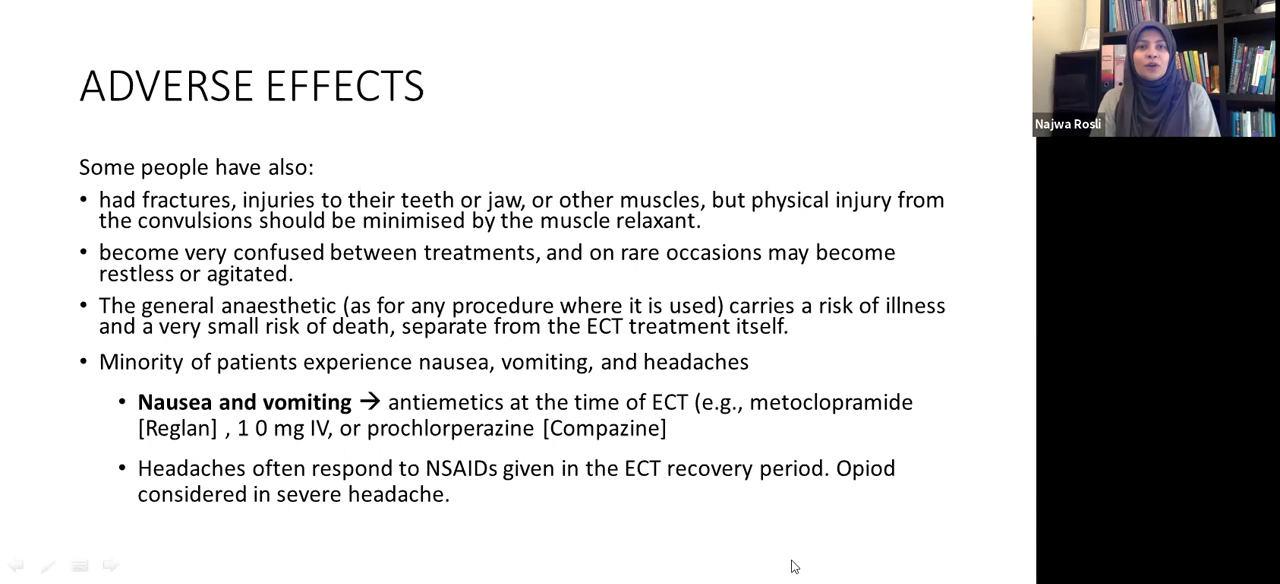 ADVERSE EFFECTS
Najwa Rosli
Some people have also:
• had fractures, injuries to their teeth or jaw, or other muscles, but physical injury from
the convulsions should be minimised by the muscle relaxant.
• become very confused between treatments, and on rare occasions may become
restless or agitated.
• The general anaesthetic (as for any procedure where it is used) carries a risk of illness
and a very small risk of death, separate from the ECT treatment itself.
• Minority of patients experience nausea, vomiting, and headaches
• Nausea and vomiting → antiemetics at the time of ECT (e.g., metoclopramide
[Reglan] , 1 0 mg IV, or prochlorperazine [Compazine]
• Headaches often respond to NSAIDs given in the ECT recovery period. Opiod
considered in severe headache.